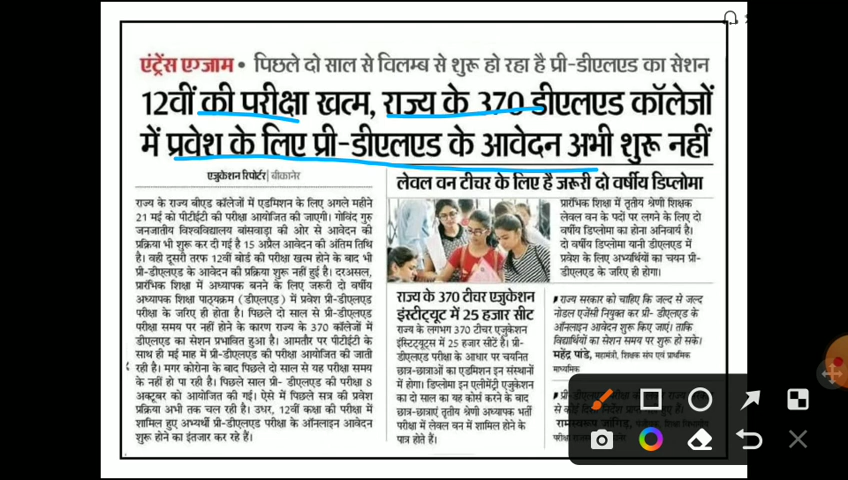 एंट्रेंस एग्जाम • पिछले दो साल से विलम्ब से शुरू हो रहा है प्री-डीएलएड का सेशन
12वीं की परीक्षा खत्म, राज्य के 370 डीएलएड कॉलेजों
में प्रवेश के लिए प्री-डीएलएड के आवेदन अभी शुरू नहीं
एजुकेशन रिपोर्टर | बीकानेर
राज्य के राज्य बीएड कॉलेजों में एडमिशन के लिए अगले महीने
21 मई को पीटीईटी की परीक्षा आयोजित की जाएगी। गोविंद गुरु
जनजातीय विश्वविद्यालय बांसवाड़ा की ओर से आवेदन की
प्रक्रिया भी शुरू कर दी गई है 15 अप्रैल आवेदन की अंतिम तिथि
है। वही दूसरी तरफ 12वीं बोर्ड की परीक्षा खत्म होने के बाद भी
प्री-डीएलएड के आवेदन की प्रक्रिया शुरू नहीं हुई है। दरअसल,
प्रारंभिक शिक्षा में अध्यापक बनने के लिए जरूरी दो वर्षीय
अध्यापक शिक्षा पाठ्यक्रम (डीएलएड) में प्रवेश प्री-डीएलएड
परीक्षा के जरिए ही होता है। पिछले दो साल से प्री-डीएलएड
परीक्षा समय पर नहीं होने के कारण राज्य के 370 कॉलेजों में
डीएलएड का सेशन प्रभावित हुआ है। आमतौर पर पीटीईटी के
साथ ही मई माह में प्री-डीएलएड की परीक्षा आयोजित की जाती
रही है। मगर कोरोना के बाद पिछले दो साल से यह परीक्षा समय
के नहीं हो पा रही है। पिछले साल प्री- डीएलएड की परीक्षा 8
अक्टूबर को आयोजित की गई। ऐसे में पिछले सत्र की प्रवेश
प्रक्रिया अभी तक चल रही है। उधर, 12वीं कक्षा की परीक्षा में
शामिल हुए अभ्यर्थी प्री-डीएलएड परीक्षा के ऑनलाइन आवेदन
शुरू होने का इंतजार कर रहे हैं।
लेवल वन टीचर के लिए है जरूरी दो वर्षीय डिप्लोमा
प्रारंभिक शिक्षा में तृतीय श्रेणी शिक्षक
लेवल वन के पदों पर लगने के लिए दो
वर्षीय डिप्लोमा का होना अनिवार्य है।
दो वर्षीय डिप्लोमा यानी डीएलएड में
प्रवेश के लिए अभ्यर्थियों का चयन प्री-
डीएलएड के जरिए ही होगा।
राज्य के 370 टीचर एजुकेशन
इंस्टीट्यूट में 25 हजार सीट
राज्य के लगभग 370 टीचर एजुकेशन
इंस्टिट्यूट्स में 25 हजार सीटें है। प्री-
डीएलएड परीक्षा के आधार पर चयनित
छात्र-छात्राओं का एडमिशन इन संस्थानों
में होगा। डिप्लोमा इन एलीमेंट्री एजुकेशन
का दो साल का यह कोर्स करने के बाद
छात्र-छात्राएं तृतीय श्रेणी अध्यापक भर्ती
परीक्षा में लेवल वन में शामिल होने के
पात्र होते हैं।
राज्य सरकार को चाहिए कि जल्द से जल्द
नोडल एजेंसी नियुक्त कर प्री- डीएलएड के
ऑनलाइन आवेदन शुरू किए जाएं। ताकि
विद्यार्थियों का सेशन समय पर शुरू हो सके।
महेंद्र पांडे, महामंत्री, शिक्षक संघ एवं प्राथमिक
माध्यमिक